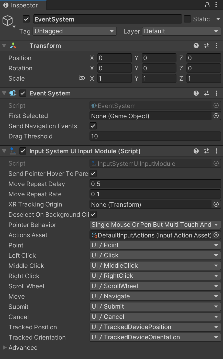 Inspector
EventSystem Static
Tag Untagged Layer Default
Transform
Position X 0 Y 0 Z 0
Rotation X 0 Y 0 Z 0
Scale X 1 Y 1 Z 1
Event System
Script EventSystem
First Selected None (Game Object)
Send Navigation Events
Drag Threshold 10
Input System UI Input Module (Script)
Script InputSystemUIInputModule
Send Pointer Hover To Pare
Move Repeat Delay 0.5
Move Repeat Rate 0.1
XR Tracking Origin None (Transform)
Deselect On Background Cl
Pointer Behavior Single Mouse Or Pen But Multi Touch And
Actions Asset DefaultInputActions (Input Action Asset)
Point UI / Point
Left Click UI / Click
Middle Click UI / MiddleClick
Right Click UI / RightClick
Scroll Wheel UI / ScrollWheel
Move UI / Navigate
Submit UI / Submit
Cancel UI / Cancel
Tracked Position UI / TrackedDevicePosition
Tracked Orientation UI / TrackedDeviceOrientation
Advanced